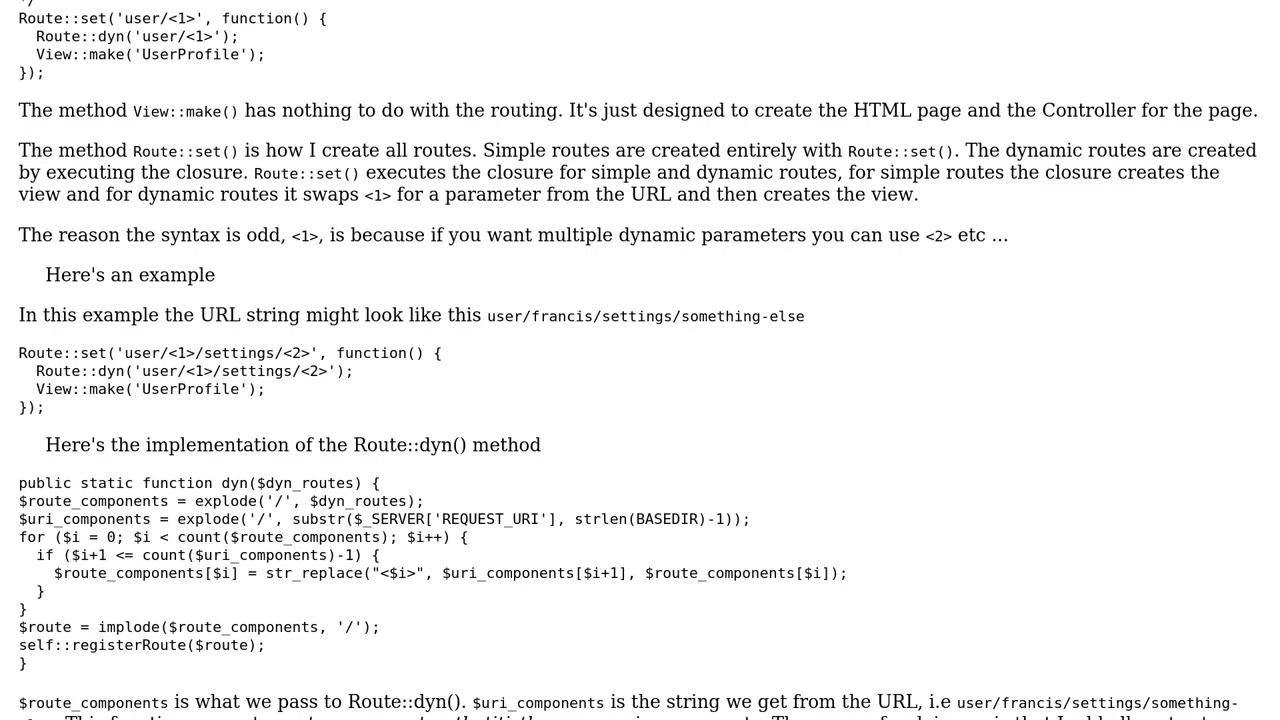 */
Route::set('user/<1>', function() {
  Route::dyn('user/<1>');
  View::make('UserProfile');
});
The method View::make() has nothing to do with the routing. It's just designed to create the HTML page and the Controller for the page.
The method Route::set() is how I create all routes. Simple routes are created entirely with Route::set(). The dynamic routes are created
by executing the closure. Route::set() executes the closure for simple and dynamic routes, for simple routes the closure creates the
view and for dynamic routes it swaps <1> for a parameter from the URL and then creates the view.
The reason the syntax is odd, <1>, is because if you want multiple dynamic parameters you can use <2> etc ...
Here's an example
In this example the URL string might look like this user/francis/settings/something-else
Route::set('user/<1>/settings/<2>', function() {
  Route::dyn('user/<1>/settings/<2>');
  View::make('UserProfile');
});
Here's the implementation of the Route::dyn() method
public static function dyn($dyn_routes) {
$route_components = explode('/', $dyn_routes);
$uri_components = explode('/', substr($_SERVER['REQUEST_URI'], strlen(BASEDIR)-1));
for ($i = 0; $i < count($route_components); $i++) {
  if ($i+1 <= count($uri_components)-1) {
    $route_components[$i] = str_replace("<$i>", $uri_components[$i+1], $route_components[$i]);
  }
}
$route = implode($route_components, '/');
self::registerRoute($route);
}
$route_components is what we pass to Route::dyn(). $uri_components is the string we get from the URL, i.e user/francis/settings/something-